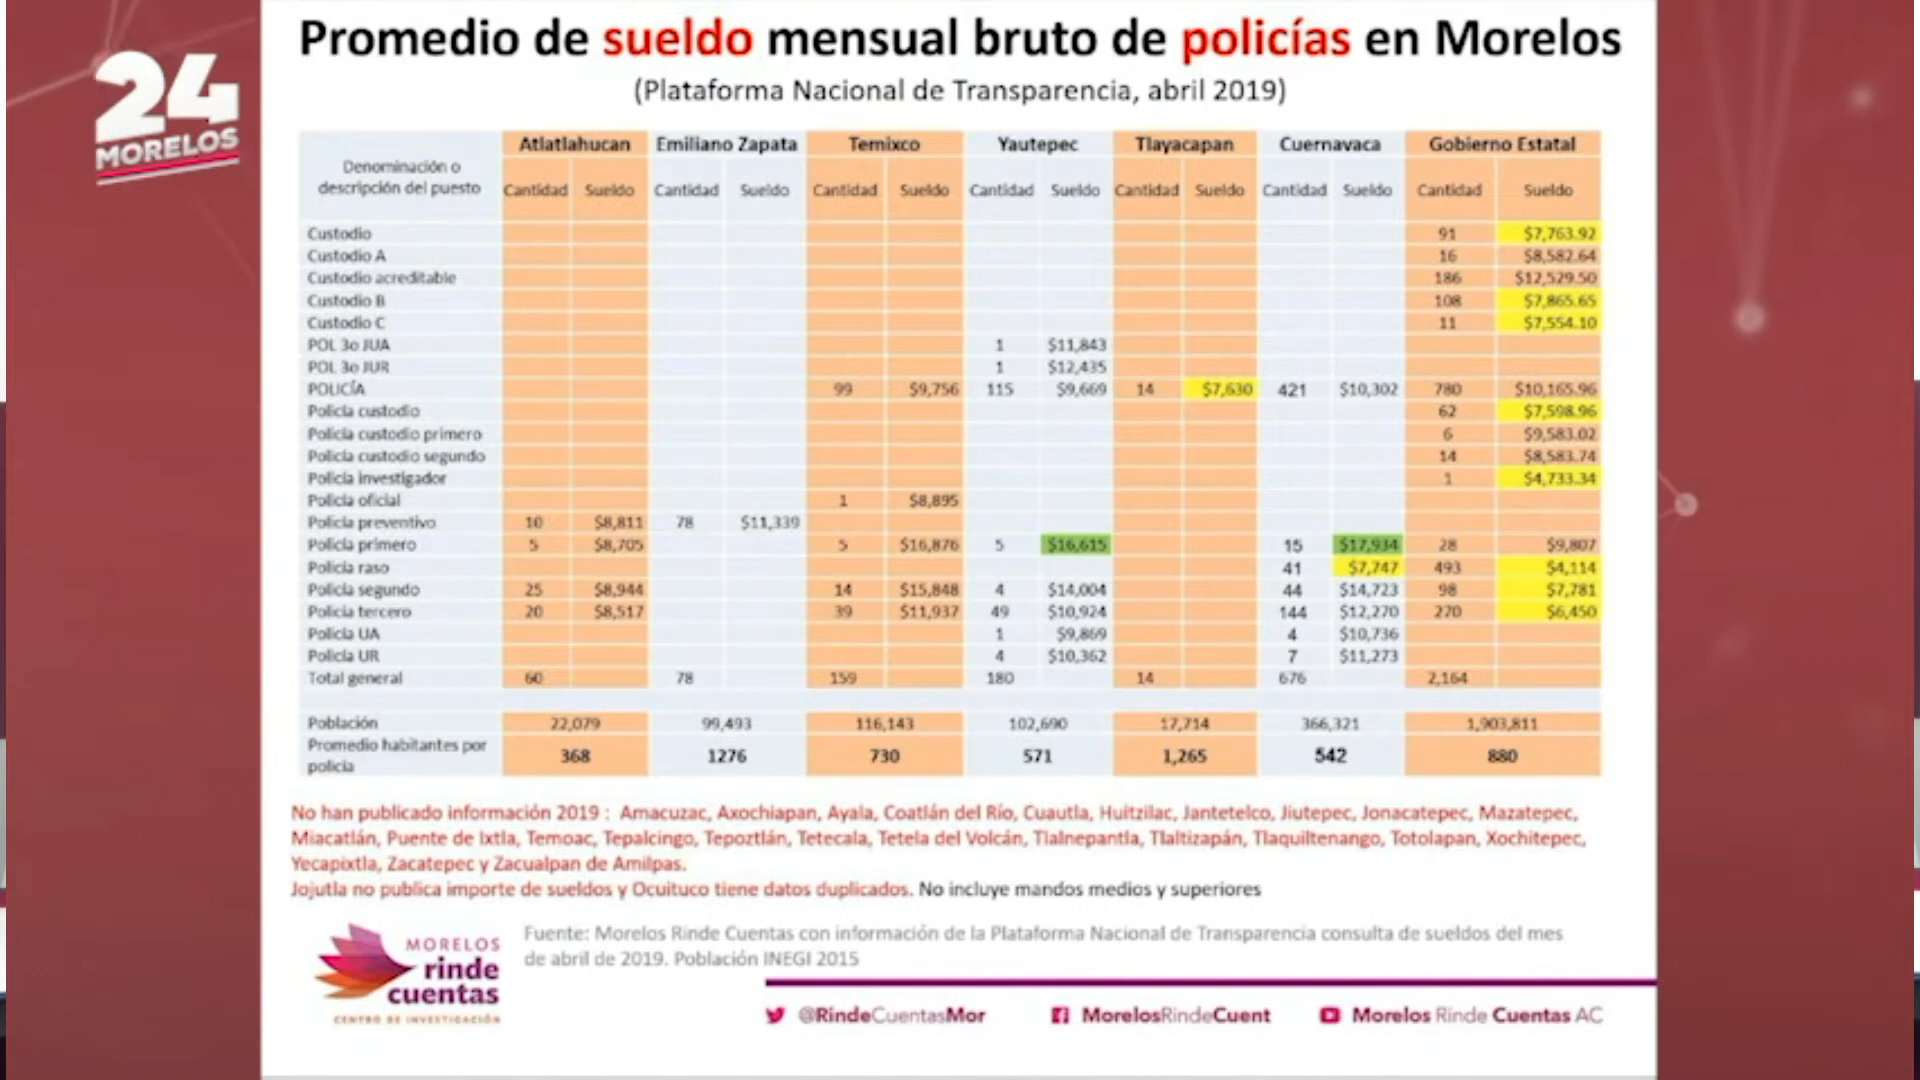 24
MORELOS
Promedio de sueldo mensual bruto de policías en Morelos
(Plataforma Nacional de Transparencia, abril 2019)
Denominación o descripción del puesto Atlatlahucan Emiliano Zapata Temixco Yautepec Tlayacapan Cuernavaca Gobierno Estatal
Cantidad Sueldo Cantidad Sueldo Cantidad Sueldo Cantidad Sueldo Cantidad Sueldo Cantidad Sueldo Cantidad Sueldo
Custodio 91 $7,763.92
Custodio A 16 $8,582.64
Custodio acreditable 186 $12,529.50
Custodio B 108 $7,865.65
Custodio C 11 $7,554.10
POL 3o JUA 1 $11,843
POL 3o JUR 1 $12,435
POLICÍA 99 $9,756 115 $9,669 14 $7,630 421 $10,302 780 $10,165.96
Policía custodio 62 $7,598.96
Policía custodio primero 6 $9,583.02
Policía custodio segundo 14 $8,583.74
Policía investigador 1 $4,733.34
Policía oficial 1 $8,895
Policía preventivo 10 $8,811 78 $11,339
Policía primero 5 $8,705 5 $16,876 5 $16,615 15 $17,934 28 $9,807
Policía raso 41 $7,747 493 $4,114
Policía segundo 25 $8,944 14 $15,848 4 $14,004 44 $14,723 98 $7,781
Policía tercero 20 $8,517 39 $11,937 49 $10,924 144 $12,270 270 $6,450
Policía UA 1 $9,869 4 $10,736
Policía UR 4 $10,362 7 $11,273
Total general 60 78 159 180 14 676 2,164
Población 22,079 99,493 116,143 102,690 17,714 366,321 1,903,811
Promedio habitantes por policía 368 1276 730 571 1,265 542 880
No han publicado información 2019 : Amacuzac, Axochiapan, Ayala, Coatlán del Río, Cuautla, Huitzilac, Jantetelco, Jiutepec, Jonacatepec, Mazatepec,
Miacatlán, Puente de Ixtla, Temoac, Tepalcingo, Tepoztlán, Tetecala, Tetela del Volcán, Tlalnepantla, Tlaltizapán, Tlaquiltenango, Totolapan, Xochitepec,
Yecapixtla, Zacatepec y Zacualpan de Amilpas.
Jojutla no publica importe de sueldos y Ocuituco tiene datos duplicados. No incluye mandos medios y superiores
MORELOS
rinde
cuentas
CENTRO DE INVESTIGACIÓN
Fuente: Morelos Rinde Cuentas con información de la Plataforma Nacional de Transparencia consulta de sueldos del mes
de abril de 2019. Población INEGI 2015
@RindeCuentasMor MorelosRindeCuent Morelos Rinde Cuentas AC